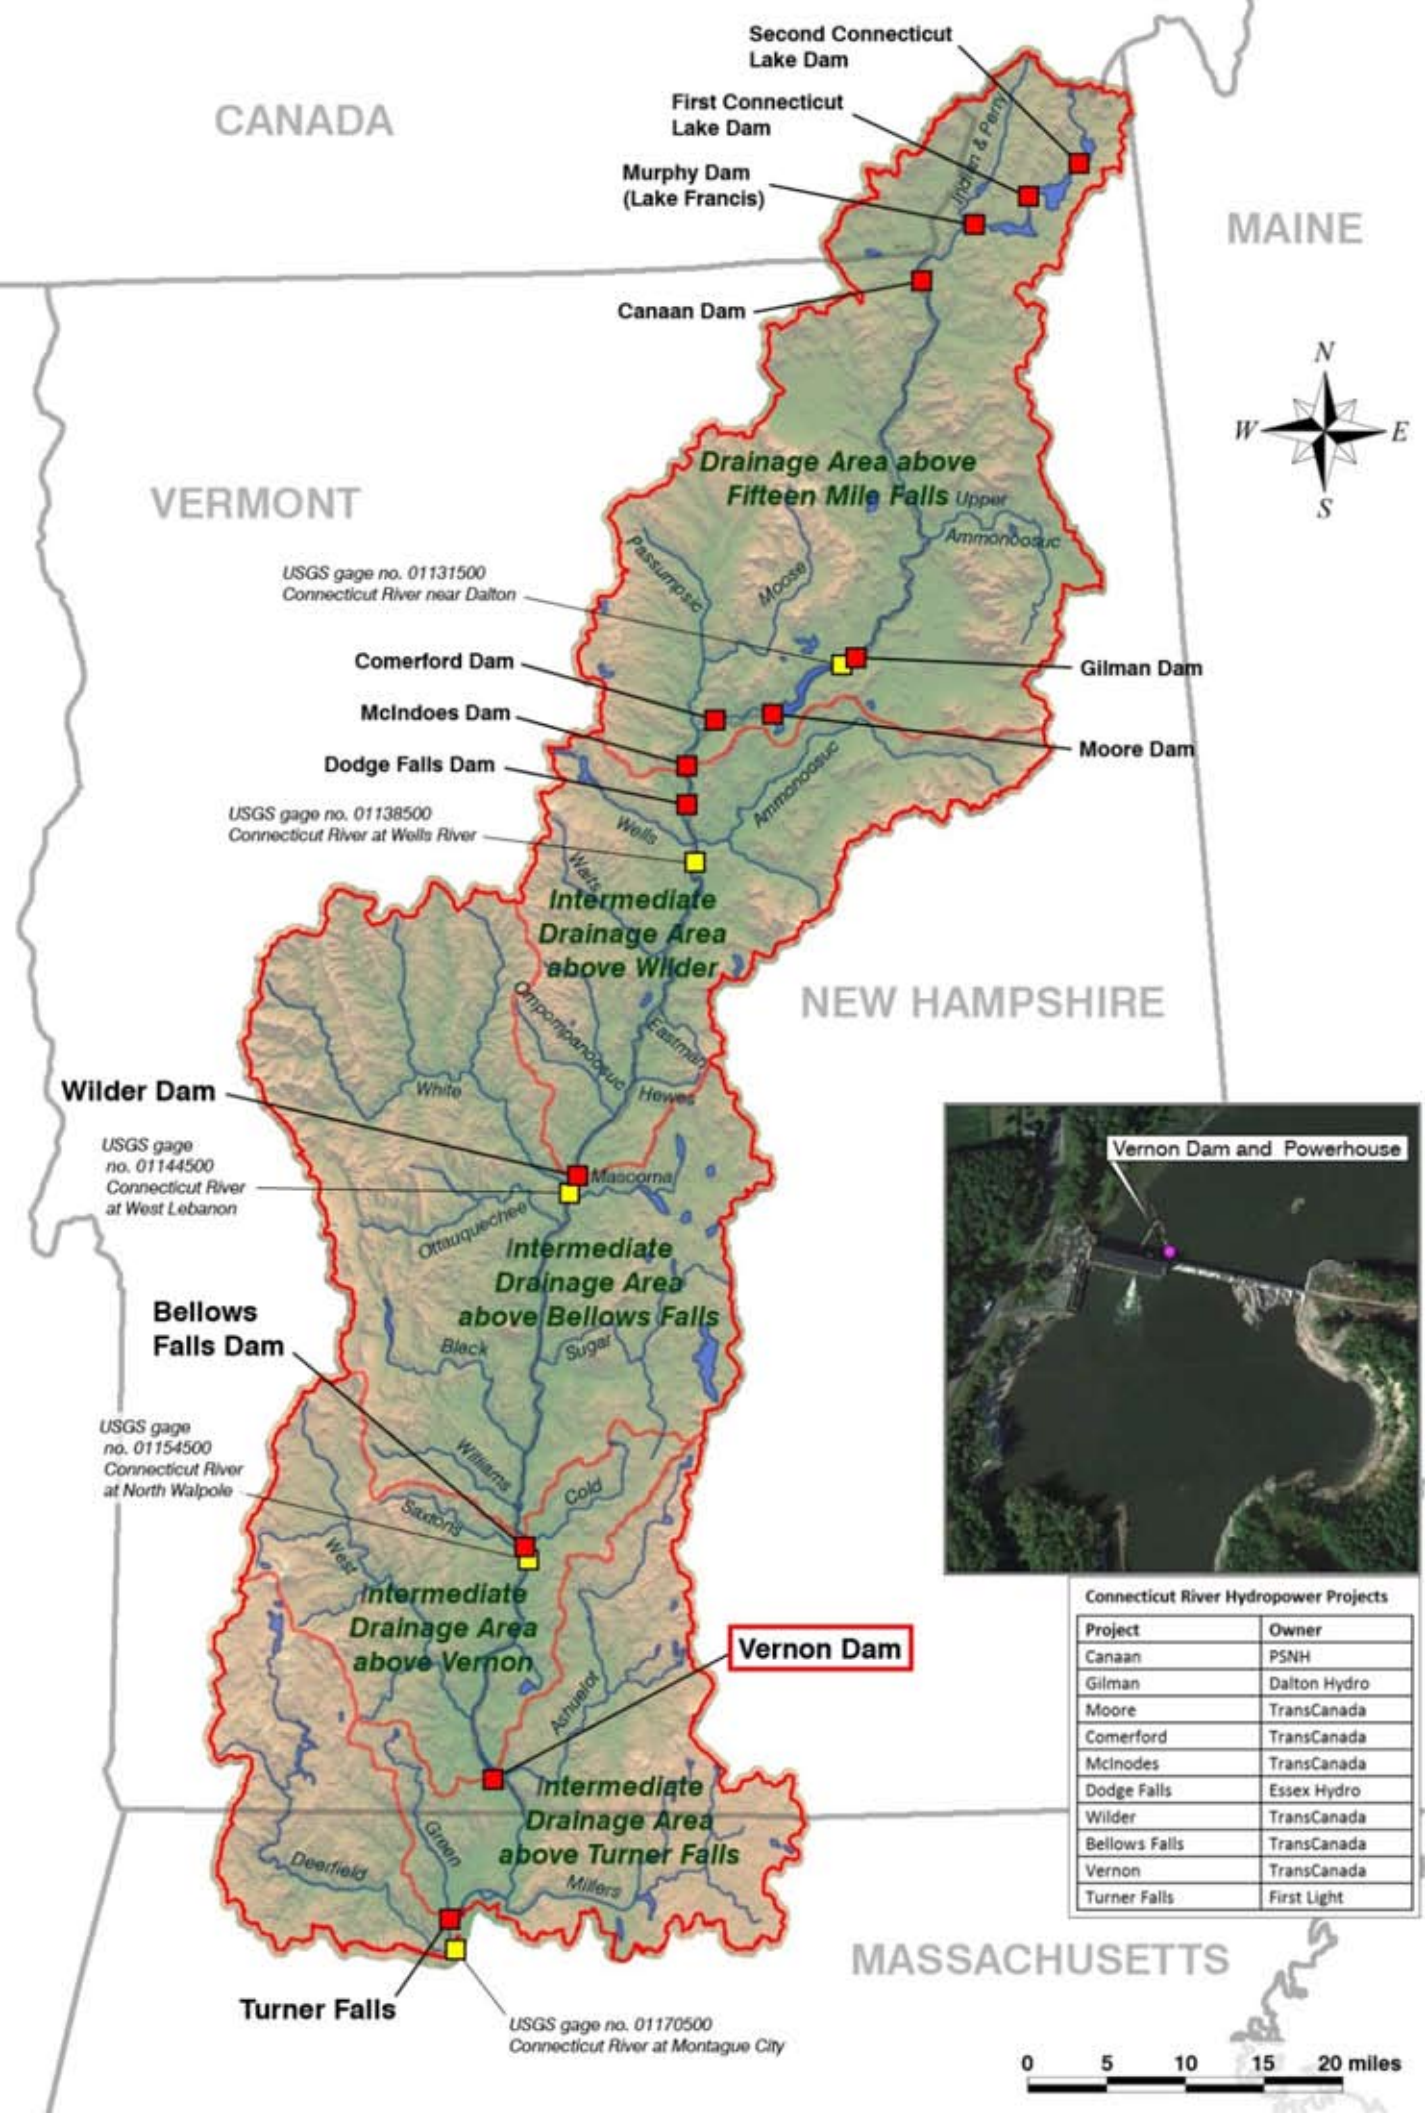 Second Connecticut
Lake Dam
First Connecticut
Lake Dam
CANADA
Murphy Dam
(Lake Francis)
Indian & Perry
MAINE
Canaan Dam
N
W
E
S
Drainage Area above
Fifteen Mile Falls
Upper
Ammonoosuc
VERMONT
Passumpsic
Moose
USGS gage no. 01131500
Connecticut River near Dalton
Comerford Dam
Gilman Dam
McIndoes Dam
Moore Dam
Dodge Falls Dam
Ammonoosuc
USGS gage no. 01138500
Connecticut River at Wells River
Wells
Waits
Intermediate
Drainage Area
above Wilder
NEW HAMPSHIRE
Ompompanoosuc
Eastman
Hewes
White
Wilder Dam
USGS gage
no. 01144500
Connecticut River
at West Lebanon
Mascoma
Ottauquechee
Vernon Dam and Powerhouse
Intermediate
Drainage Area
above Bellows Falls
Bellows
Falls Dam
Black
Sugar
USGS gage
no. 01154500
Connecticut River
at North Walpole
Williams
Cold
Saxtons
West
Intermediate
Drainage Area
above Vernon
Vernon Dam
Ashuelot
Connecticut River Hydropower Projects
Project Owner
Canaan PSNH
Gilman Dalton Hydro
Moore TransCanada
Comerford TransCanada
McInodes TransCanada
Dodge Falls Essex Hydro
Wilder TransCanada
Bellows Falls TransCanada
Vernon TransCanada
Turner Falls First Light
Intermediate
Drainage Area
above Turner Falls
Green
Deerfield
Millers
MASSACHUSETTS
Turner Falls
USGS gage no. 01170500
Connecticut River at Montague City
0 5 10 15 20 miles